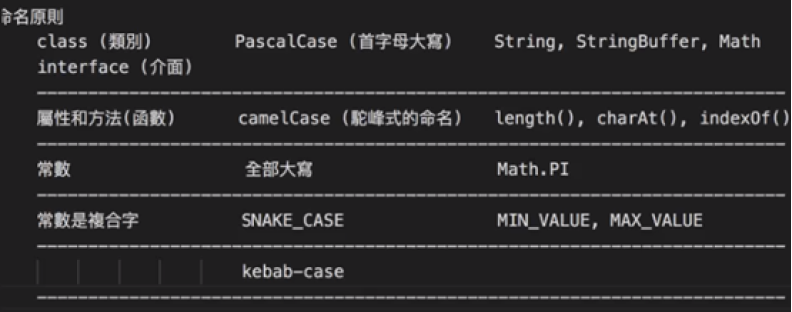 命名原則
class (類別) PascalCase (首字母大寫) String, StringBuffer, Math
interface (介面)
屬性和方法(函數) camelCase (駝峰式的命名) length(), charAt(), indexOf()
常數 全部大寫 Math.PI
常數是複合字 SNAKE_CASE MIN_VALUE, MAX_VALUE
kebab-case